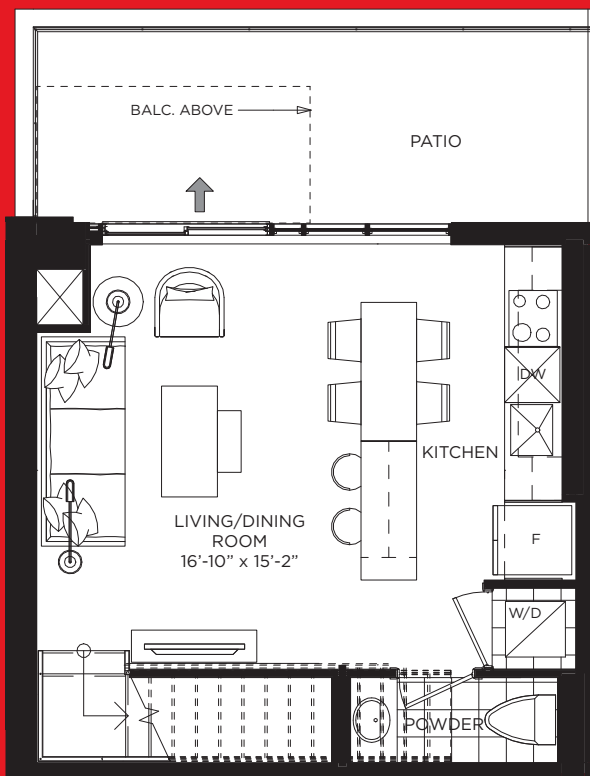 BALC. ABOVE
PATIO
DW
KITCHEN
LIVING/DINING
ROOM
16'-10" x 15'-2"
F
W/D
POWDER